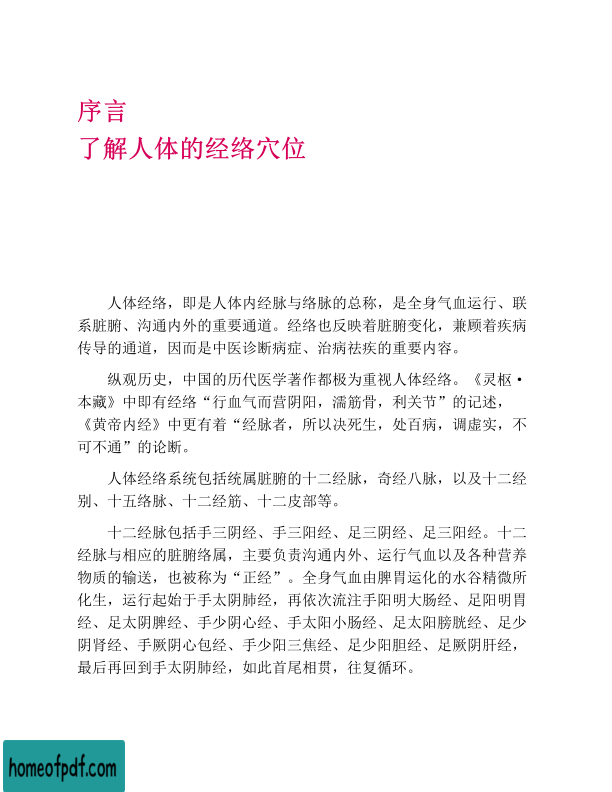 序言
了解人体的经络穴位
人体经络，即是人体内经脉与络脉的总称，是全身气血运行、联
系脏腑、沟通内外的重要通道。经络也反映着脏腑变化，兼顾着疾病
传导的通道，因而是中医诊断病症、治病祛疾的重要内容。
纵观历史，中国的历代医学著作都极为重视人体经络。《灵枢·
本藏》中即有经络“行血气而营阴阳，濡筋骨，利关节”的记述，
《黄帝内经》中更有着“经脉者，所以决死生，处百病，调虚实，不
可不通”的论断。
人体经络系统包括统属脏腑的十二经脉，奇经八脉，以及十二经
别、十五络脉、十二经筋、十二皮部等。
十二经脉包括手三阴经、手三阳经、足三阴经、足三阳经。十二
经脉与相应的脏腑络属，主要负责沟通内外、运行气血以及各种营养
物质的输送，也被称为“正经”。全身气血由脾胃运化的水谷精微所
化生，运行起始于手太阴肺经，再依次流注手阳明大肠经、足阳明胃
经、足太阴脾经、手少阴心经、手太阳小肠经、足太阳膀胱经、足少
阴肾经、手厥阴心包经、手少阳三焦经、足少阳胆经、足厥阴肝经，
最后再回到手太阴肺经，如此首尾相贯，往复循环。
homeofpdf.com